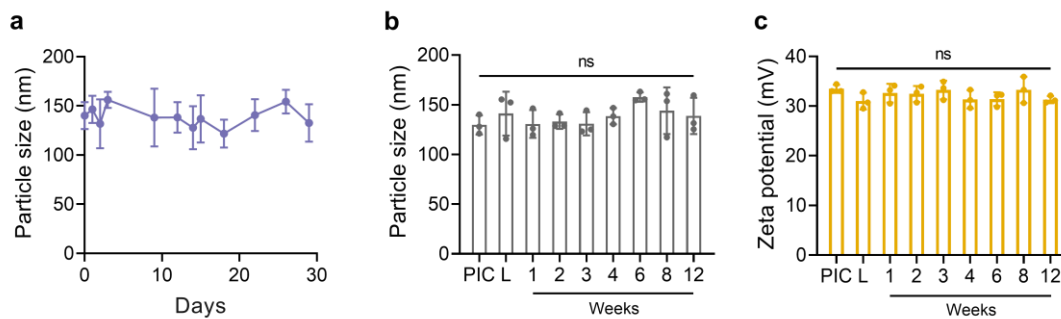 a
Particle size (nm)
200
150
100
50
0
0 10 20 30
Days
b
Particle size (nm)
200
150
100
50
0
ns
PIC L 1 2 3 4 6 8 12
Weeks
c
Zeta potential (mV)
40
30
20
10
0
ns
PIC L 1 2 3 4 6 8 12
Weeks